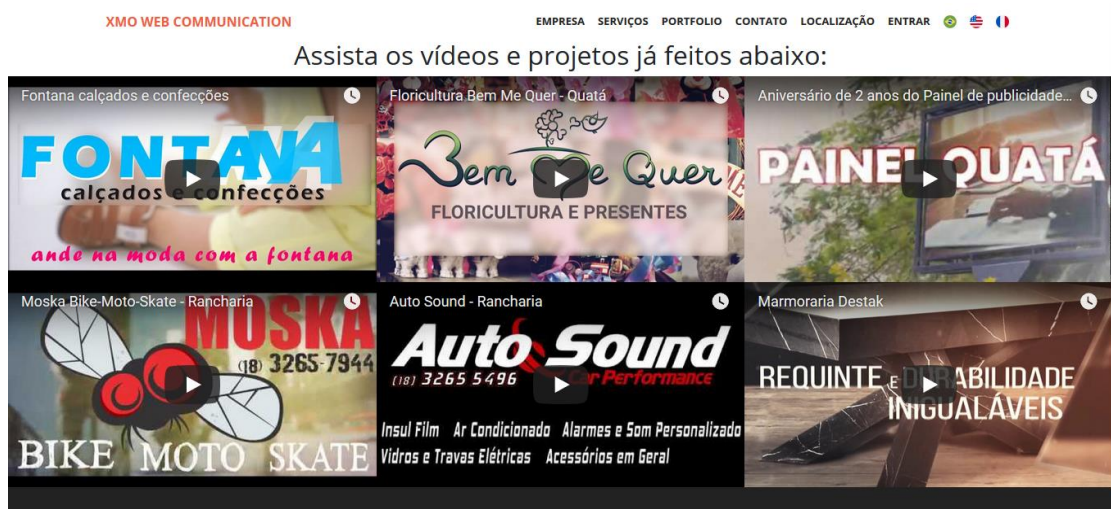 XMO WEB COMMUNICATION
EMPRESA SERVIÇOS PORTFOLIO CONTATO LOCALIZAÇÃO ENTRAR
Assista os vídeos e projetos já feitos abaixo:
Fontana calçados e confecções
FONTANA
calçados e confecções
ande na moda com a fontana
Floricultura Bem Me Quer - Quatá
Bem Me Quer
FLORICULTURA E PRESENTES
Aniversário de 2 anos do Painel de publicidade...
PAINEL QUATÁ
Moska Bike-Moto-Skate - Rancharia
MOSKA
(18) 3265-7944
BIKE MOTO SKATE
Auto Sound - Rancharia
Auto Sound
(18) 3265 5496 Car Performance
Insul Film Ar Condicionado Alarmes e Som Personalizado
Vidros e Travas Elétricas Acessórios em Geral
Marmoraria Destak
REQUINTE E DURABILIDADE
INIGUALÁVEIS